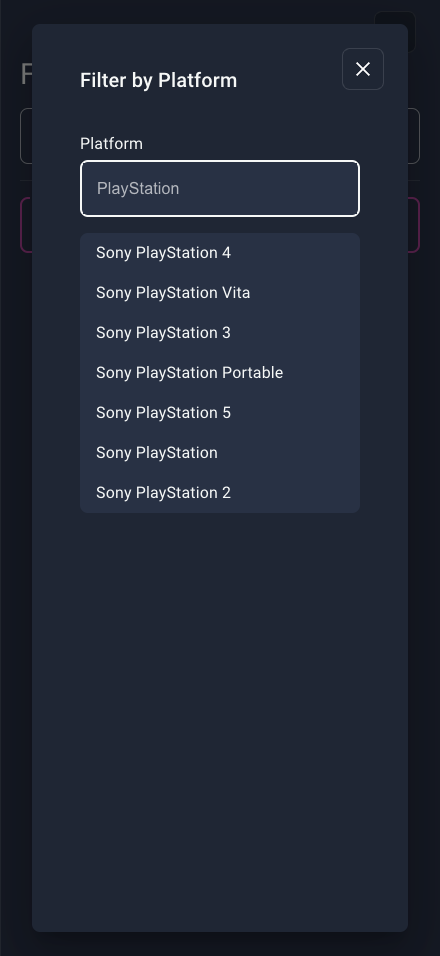 F
Filter by Platform
Platform
PlayStation
Sony PlayStation 4
Sony PlayStation Vita
Sony PlayStation 3
Sony PlayStation Portable
Sony PlayStation 5
Sony PlayStation
Sony PlayStation 2